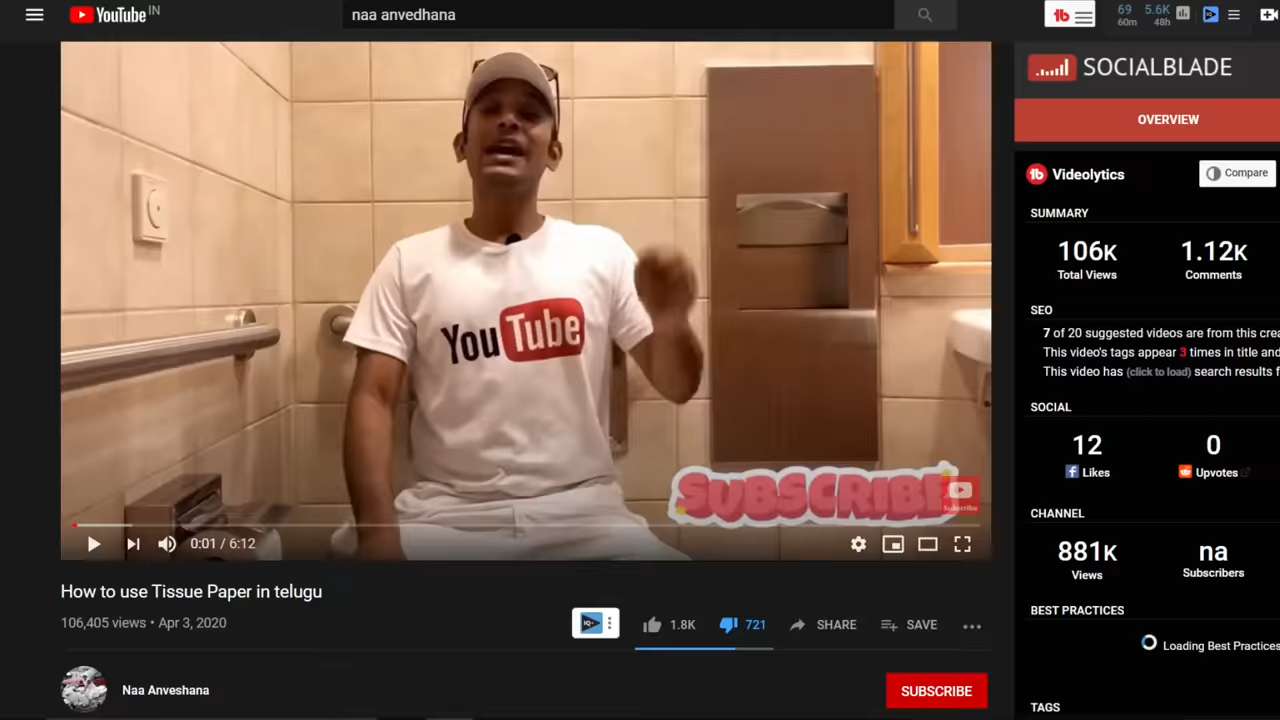 YouTube IN
naa anvedhana
69
60m
5.6K
48h
SOCIALBLADE
OVERVIEW
Videolytics
Compare
SUMMARY
106K
Total Views
1.12K
Comments
SEO
7 of 20 suggested videos are from this crea
This video's tags appear 3 times in title and
This video has (click to load) search results f
SOCIAL
12
Likes
0
Upvotes
CHANNEL
881K
Views
na
Subscribers
BEST PRACTICES
Loading Best Practices
TAGS
YouTube
SUBSCRIBE
Subscribe
0:01 / 6:12
How to use Tissue Paper in telugu
106,405 views • Apr 3, 2020
IQ
1.8K
721
SHARE
SAVE
Naa Anveshana
SUBSCRIBE